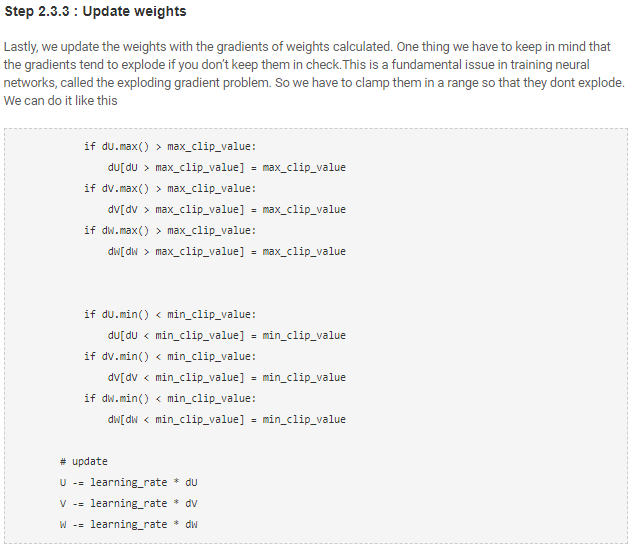 Step 2.3.3 : Update weights
Lastly, we update the weights with the gradients of weights calculated. One thing we have to keep in mind that
the gradients tend to explode if you don't keep them in check.This is a fundamental issue in training neural
networks, called the exploding gradient problem. So we have to clamp them in a range so that they dont explode.
We can do it like this
if dU.max() > max_clip_value:
dU[dU > max_clip_value] = max_clip_value
if dV.max() > max_clip_value:
dV[dV > max_clip_value] = max_clip_value
if dW.max() > max_clip_value:
dW[dW > max_clip_value] = max_clip_value
if dU.min() < min_clip_value:
dU[dU < min_clip_value] = min_clip_value
if dV.min() < min_clip_value:
dV[dV < min_clip_value] = min_clip_value
if dW.min() < min_clip_value:
dW[dW < min_clip_value] = min_clip_value
# update
U -= learning_rate * dU
V -= learning_rate * dV
W -= learning_rate * dW